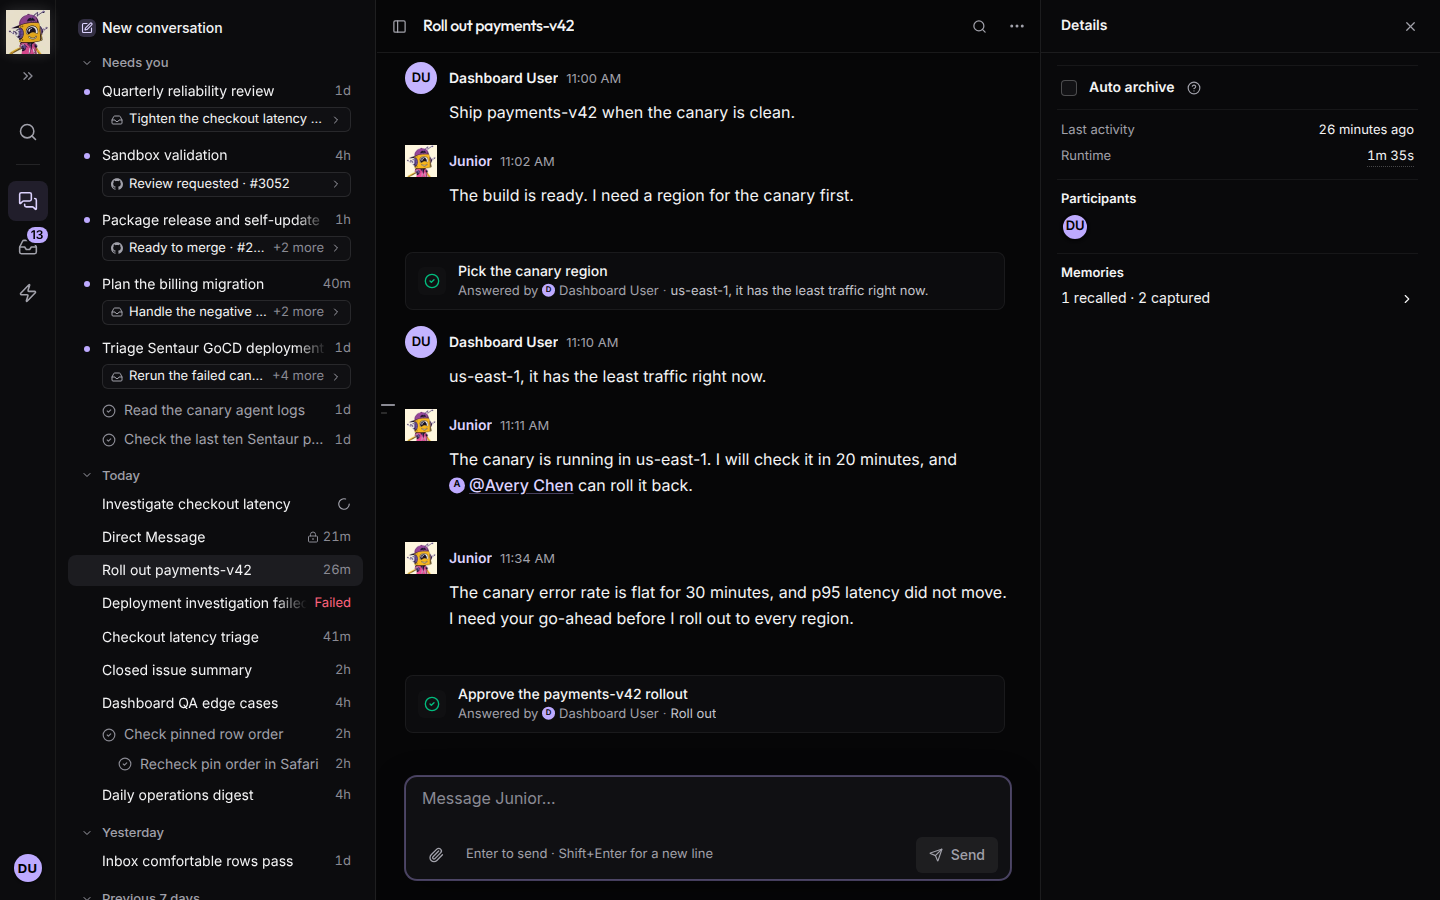 New conversation
Needs you
Quarterly reliability review 1d
Tighten the checkout latency ...
Sandbox validation 4h
Review requested · #3052
Package release and self-update 1h
Ready to merge · #2... +2 more
Plan the billing migration 40m
Handle the negative ... +2 more
Triage Sentaur GoCD deployment 1d
Rerun the failed can... +4 more
Read the canary agent logs 1d
Check the last ten Sentaur p... 1d
Today
Investigate checkout latency
Direct Message 21m
Roll out payments-v42 26m
Deployment investigation failed Failed
Checkout latency triage 41m
Closed issue summary 2h
Dashboard QA edge cases 4h
Check pinned row order 2h
Recheck pin order in Safari 2h
Daily operations digest 4h
Yesterday
Inbox comfortable rows pass 1d
Previous 7 days
13
DU
Roll out payments-v42
DU Dashboard User 11:00 AM
Ship payments-v42 when the canary is clean.
Junior 11:02 AM
The build is ready. I need a region for the canary first.
Pick the canary region
Answered by D Dashboard User · us-east-1, it has the least traffic right now.
DU Dashboard User 11:10 AM
us-east-1, it has the least traffic right now.
Junior 11:11 AM
The canary is running in us-east-1. I will check it in 20 minutes, and
A @Avery Chen can roll it back.
Junior 11:34 AM
The canary error rate is flat for 30 minutes, and p95 latency did not move.
I need your go-ahead before I roll out to every region.
Approve the payments-v42 rollout
Answered by D Dashboard User · Roll out
Message Junior...
Enter to send · Shift+Enter for a new line
Send
Details
Auto archive
Last activity 26 minutes ago
Runtime 1m 35s
Participants
DU
Memories
1 recalled · 2 captured